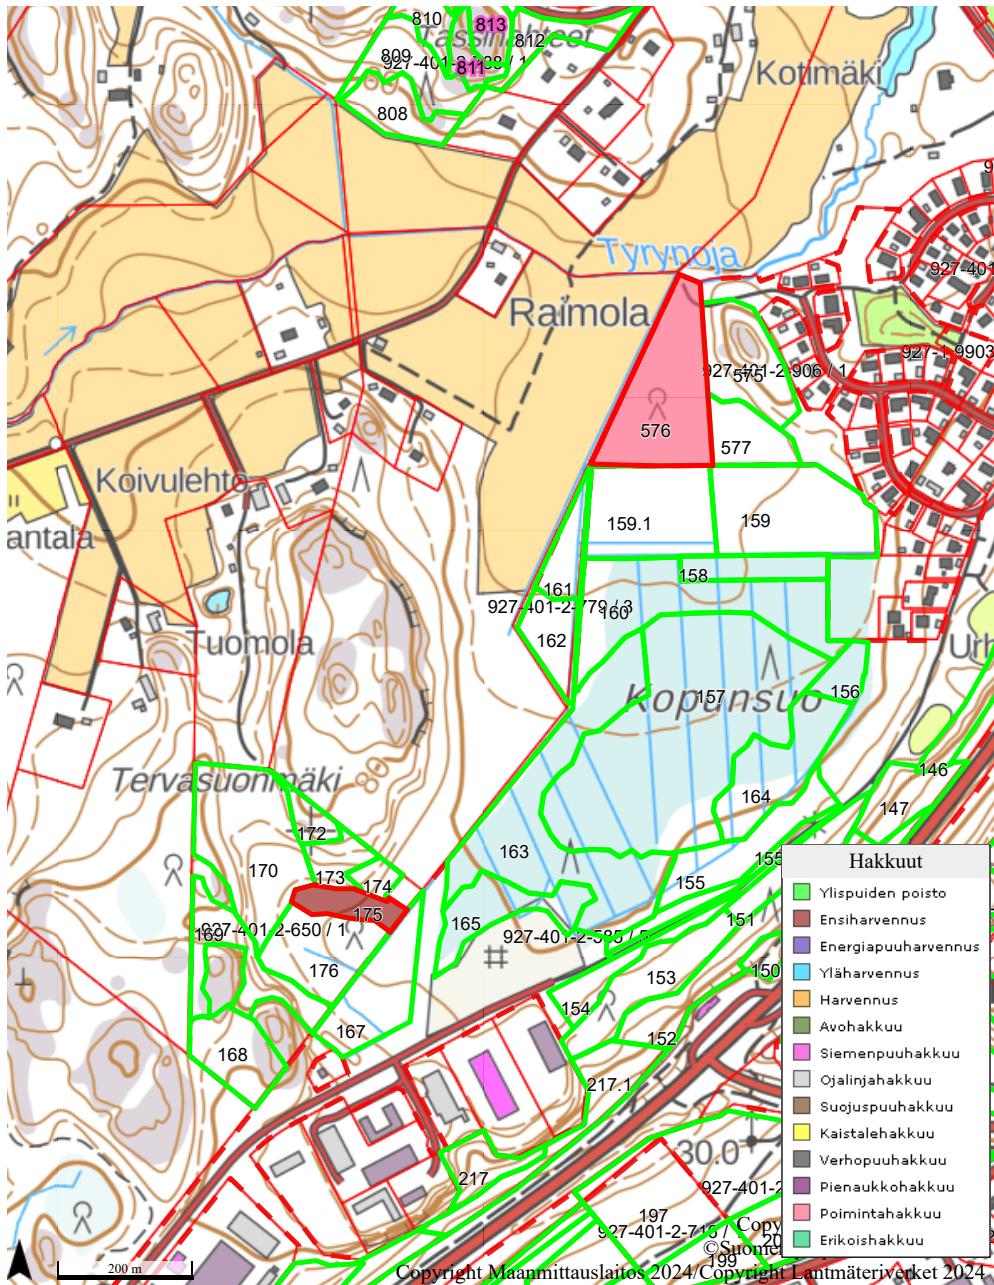 810
813
Tässinkteet
812
809
811
808
Kotimäki
Tyrynoja
927-401
Raimola
927-1-9903
927-401-2-906 / 1
575
576
577
Koivulehto
antala
159.1
159
158
161
927-401-2-779 / 3
160
162
Tuomola
Urh
Kopunsuo
157
156
Tervasuonmäki
146
164
147
172
163
155
170
173
174
155
175
165
151
169
927-401-2-650 / 1
927-401-2-585 / 5
176
150
153
154
167
152
168
217.1
30.0
217
927-401-2
197
927-401-2-713 /
199
Hakkuut
Ylispuiden poisto
Ensiharvennus
Energiapuuharvennus
Yläharvennus
Harvennus
Avohakkuu
Siemenpuuhakkuu
Ojalinjahakkuu
Suojuspuuhakkuu
Kaistalehakkuu
Verhopuuhakkuu
Pienaukkohakkuu
Poimintahakkuu
Erikoishakkuu
Copy
©Suomen
200 m
Copyright Maanmittauslaitos 2024/Copyright Lantmäteriverket 2024